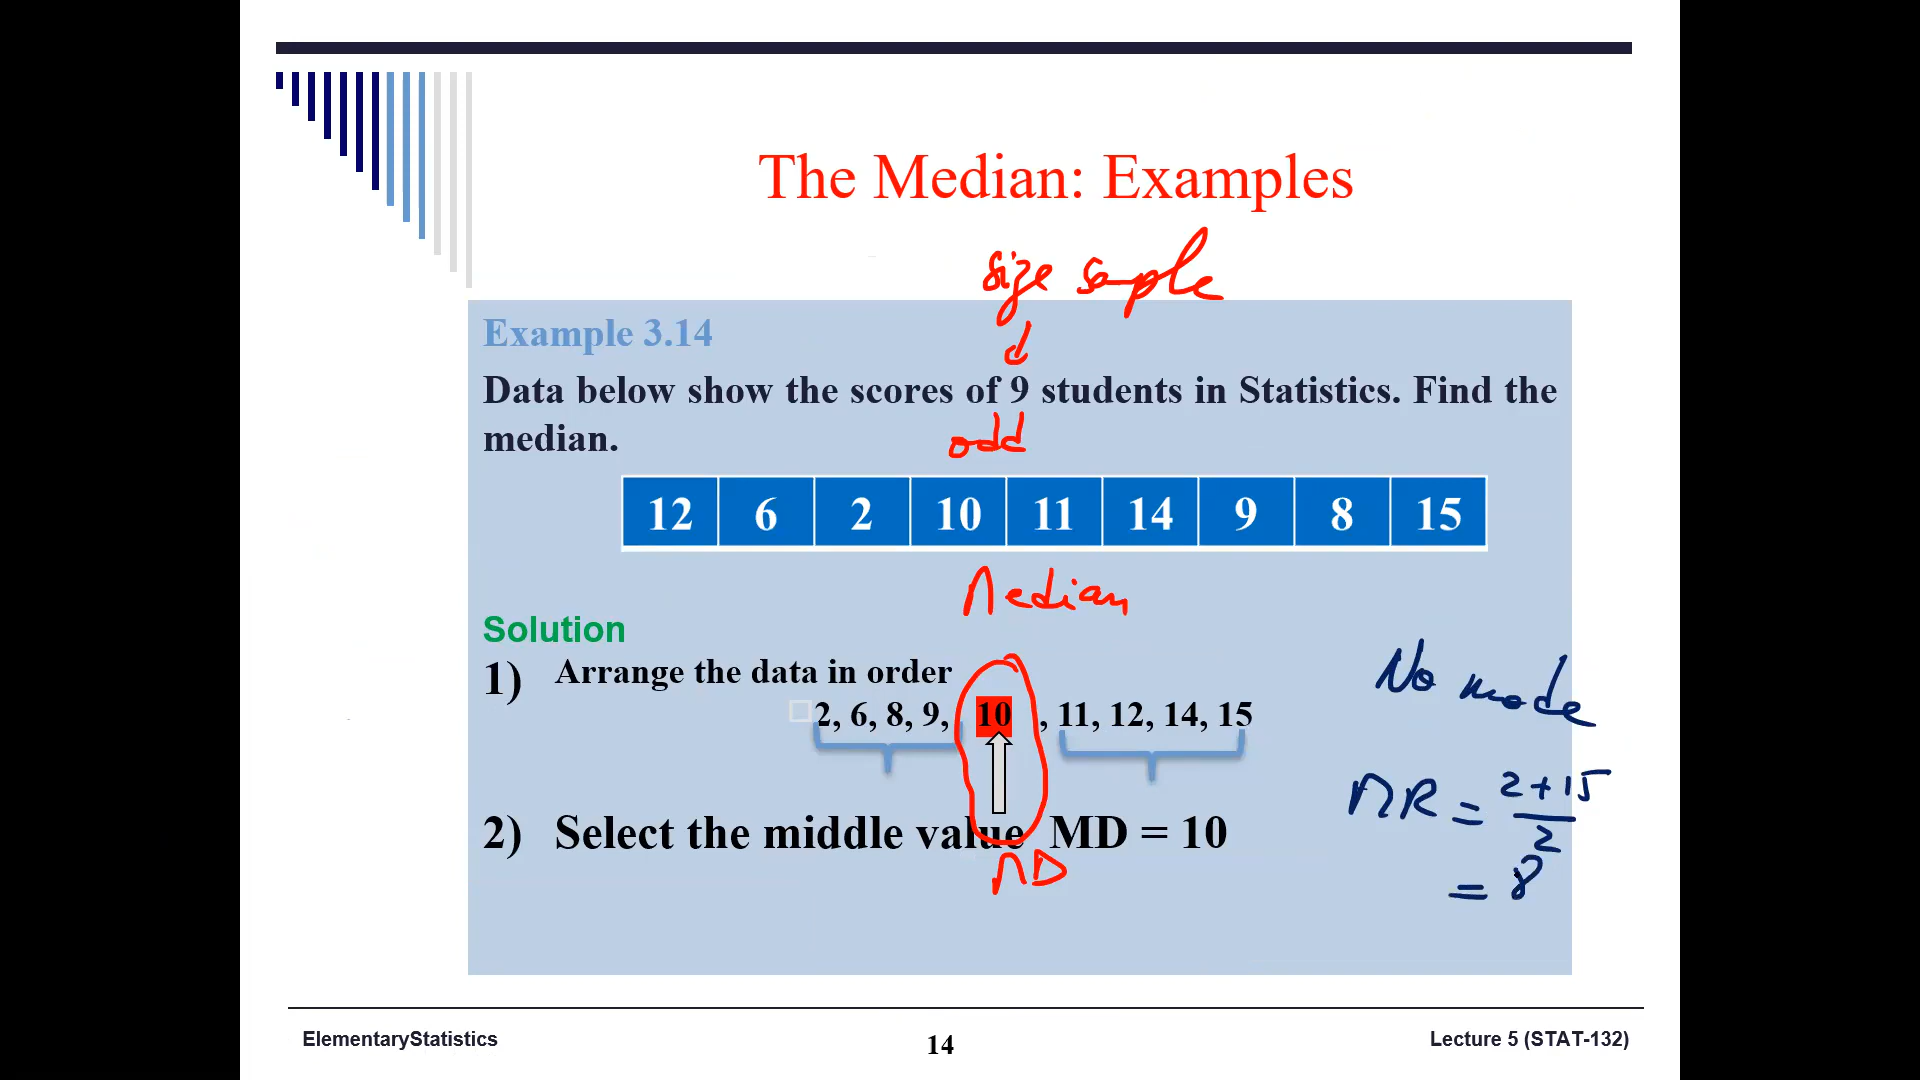 The Median: Examples
size sample
Example 3.14
Data below show the scores of 9 students in Statistics. Find the
odd
median.
12 6 2 10 11 14 9 8 15
Median
Solution
No mode
1) Arrange the data in order
2, 6, 8, 9, 10 , 11, 12, 14, 15
MR = 2+15
2
2) Select the middle value MD = 10
MD
= 8
ElementaryStatistics
14
Lecture 5 (STAT-132)